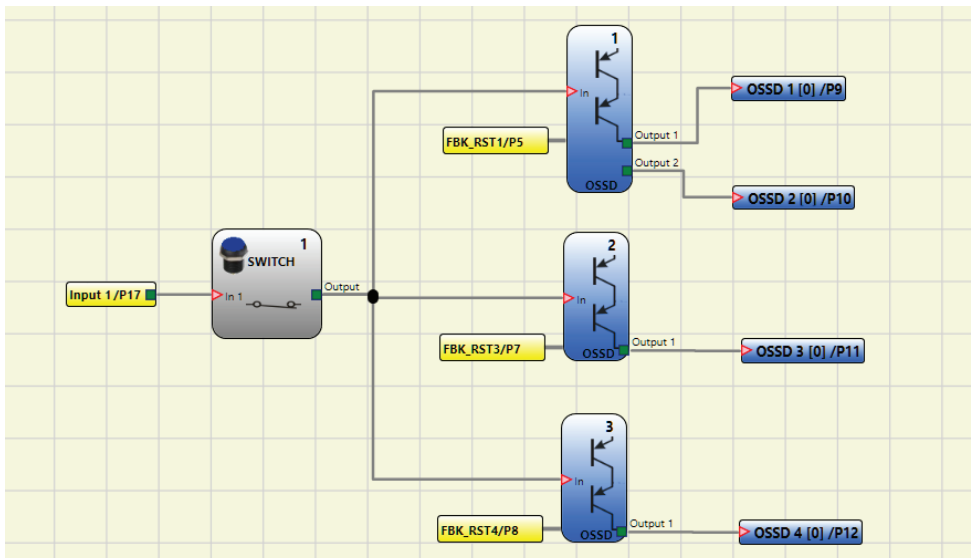 1
In
FBK_RST1/P5
Output 1
Output 2
OSSD
OSSD 1 [0] /P9
OSSD 2 [0] /P10
Input 1/P17
1
SWITCH
In 1
Output
2
In
FBK_RST3/P7
Output 1
OSSD
OSSD 3 [0] /P11
3
In
FBK_RST4/P8
Output 1
OSSD
OSSD 4 [0] /P12